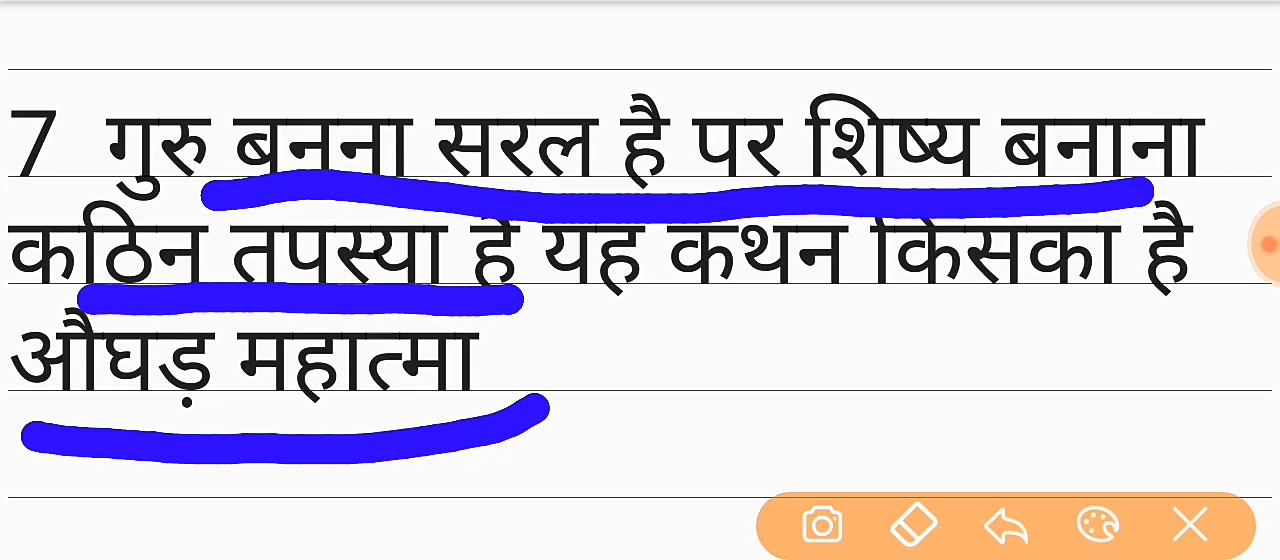 7 गुरु बनना सरल है पर शिष्य बनाना
कठिन तपस्या है यह कथन किसका है
औघड़ महात्मा